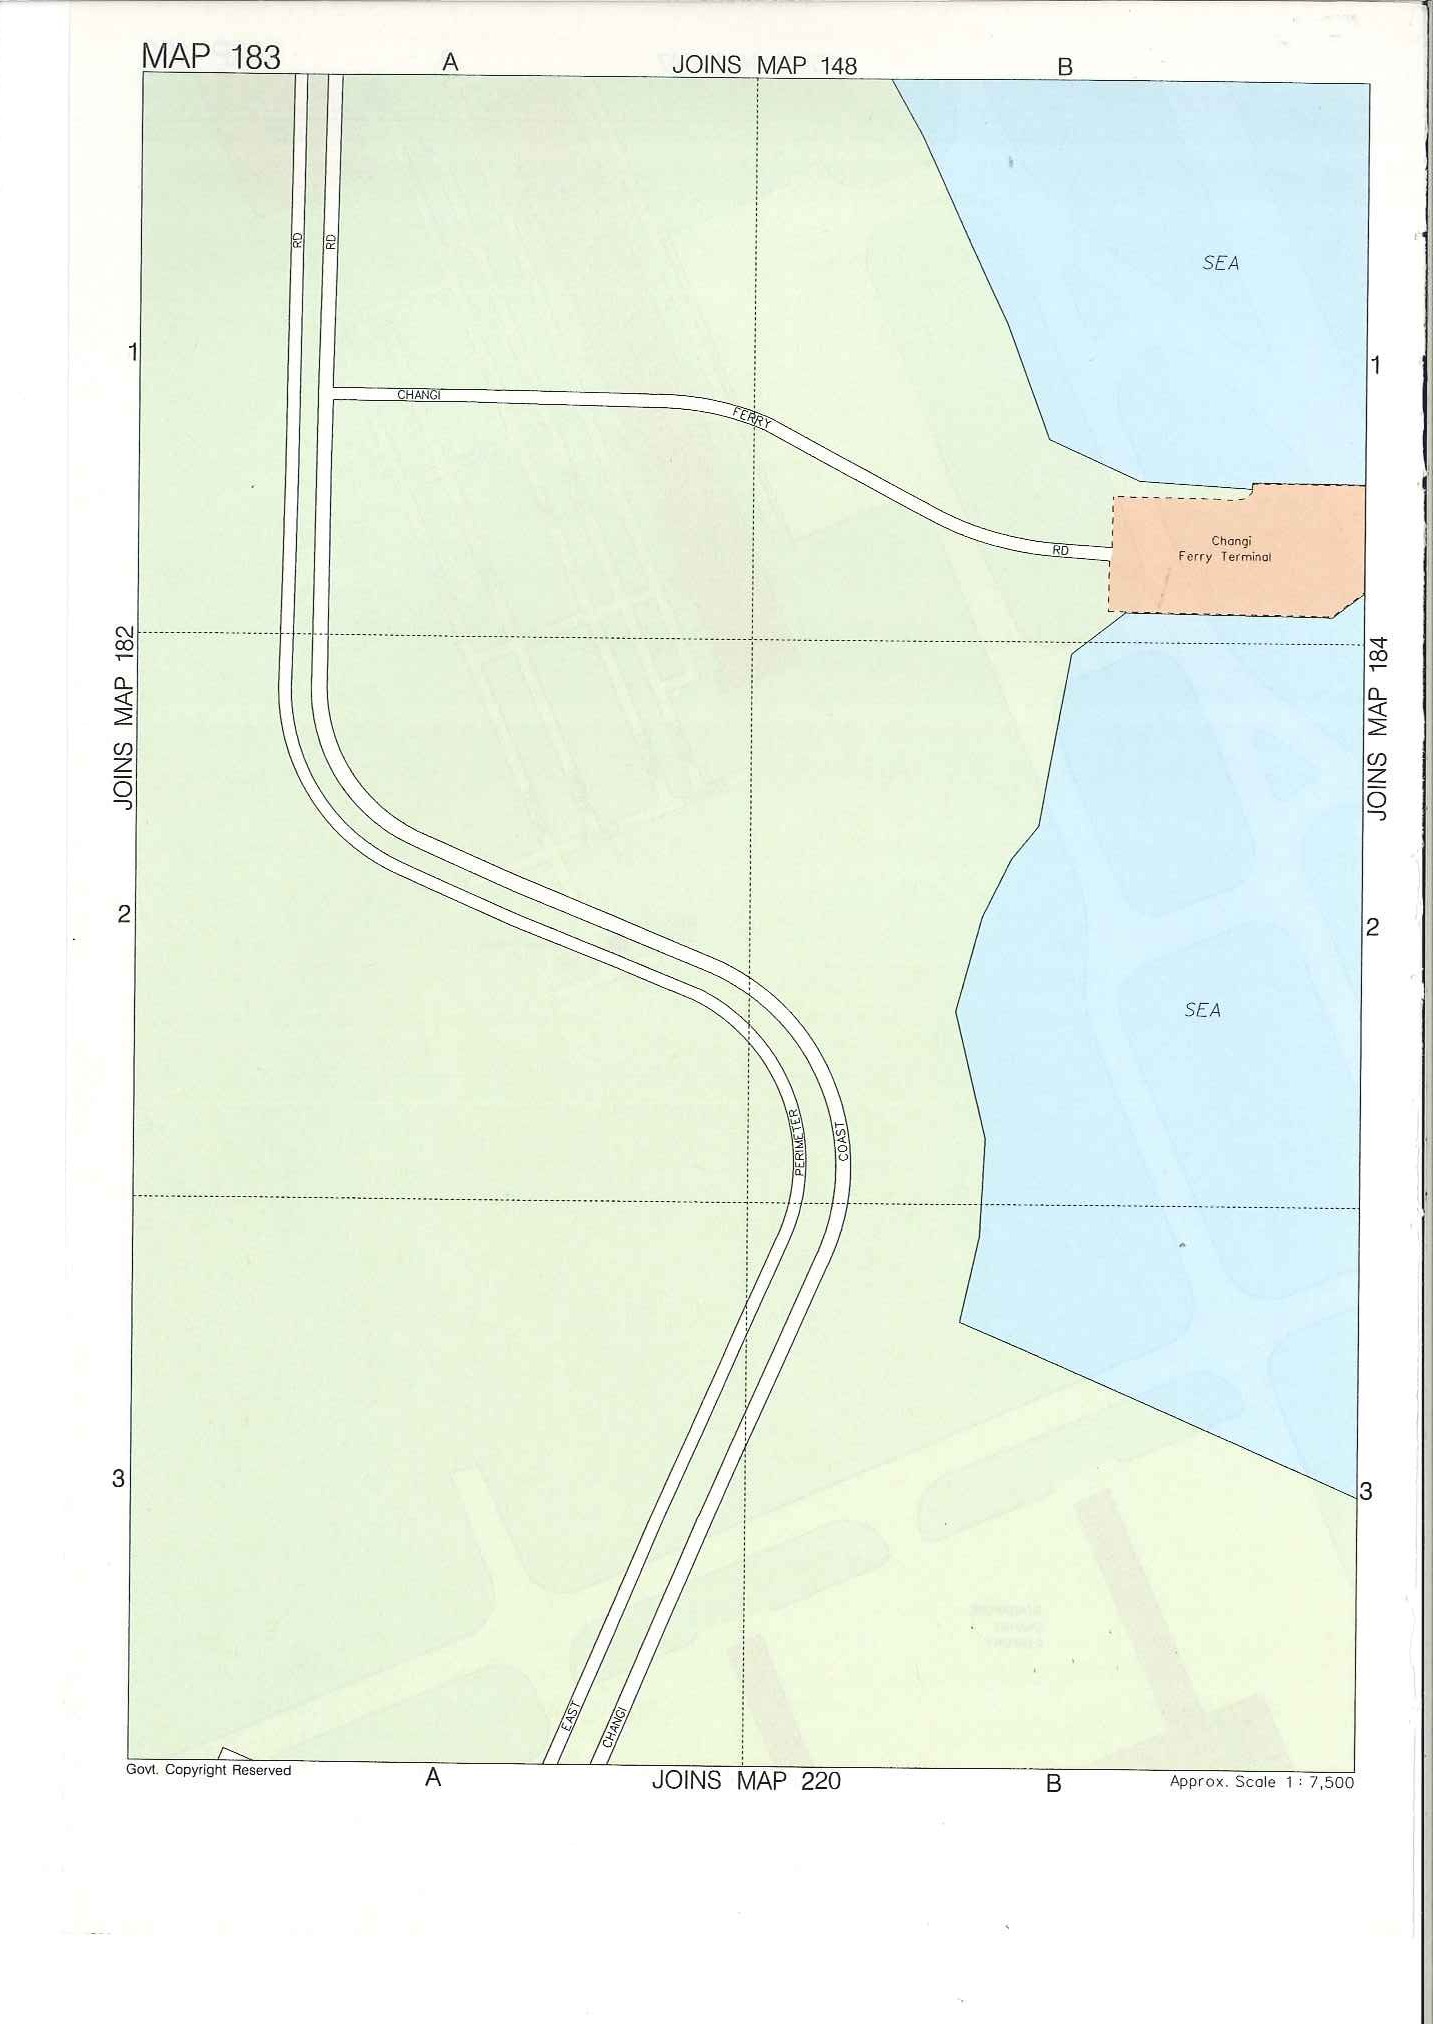 MAP 183
A
JOINS MAP 148
B
RD
RD
SEA
1
1
CHANGI
FERRY
RD
Changi
Ferry Terminal
JOINS MAP 182
JOINS MAP 184
2
2
SEA
PERIMETER
COAST
3
3
EAST
CHANGI
Govt. Copyright Reserved
A
JOINS MAP 220
B
Approx. Scale 1 : 7,500